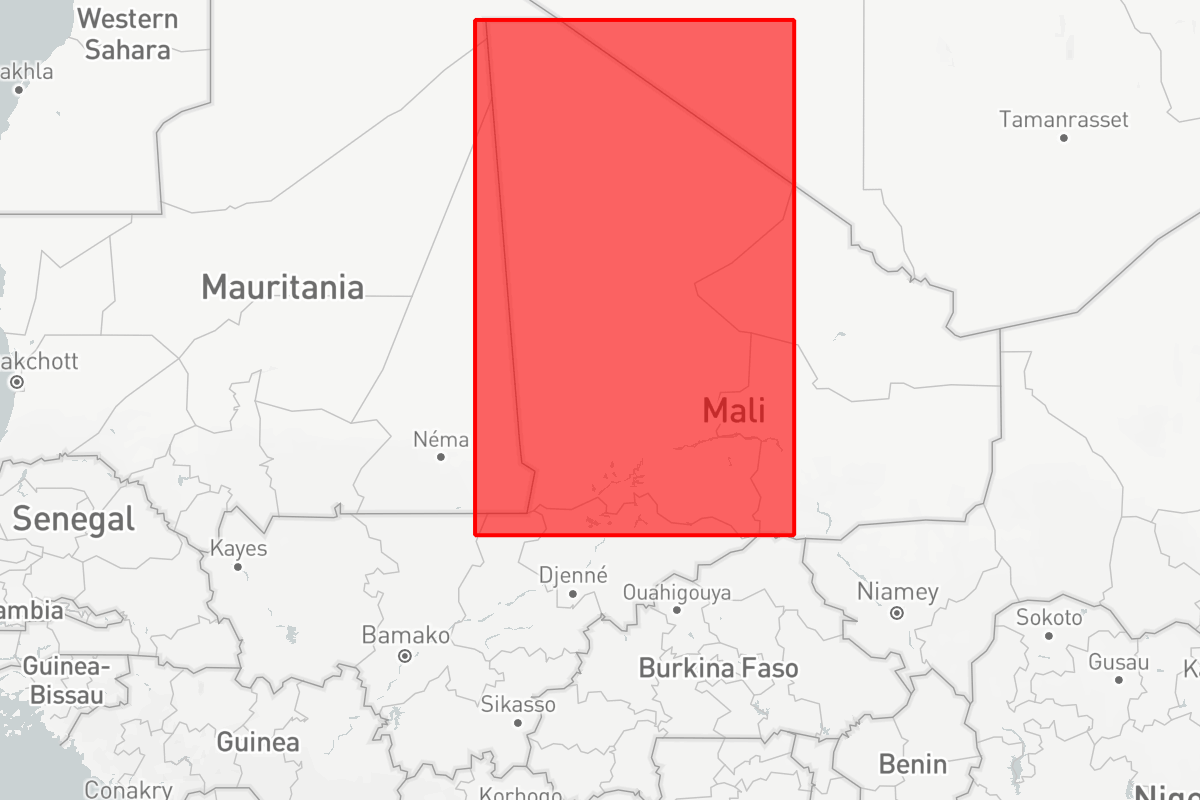 Western
Sahara
akhla
Tamanrasset
Mauritania
akchott
Mali
Néma
Senegal
Kayes
Djenné
Ouahigouya
Niamey
ambia
Bamako
Sokoto
Guinea-
Bissau
Burkina Faso
Gusau
K
Sikasso
Guinea
Benin
Conakry
Korhogo
Nige